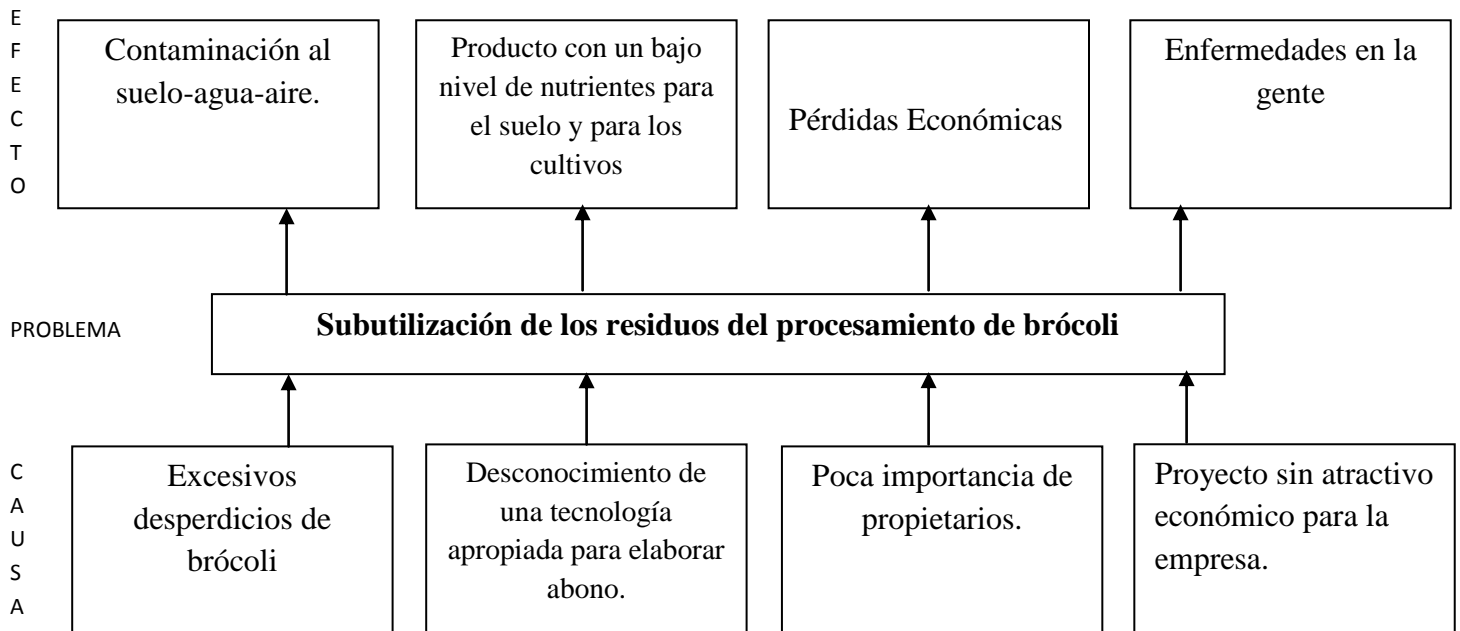 E
F
E
C
T
O
Contaminación al
suelo-agua-aire.
Producto con un bajo
nivel de nutrientes para
el suelo y para los
cultivos
Pérdidas Económicas
Enfermedades en la
gente
PROBLEMA
Subutilización de los residuos del procesamiento de brócoli
C
A
U
S
A
Excesivos
desperdicios de
brócoli
Desconocimiento de
una tecnología
apropiada para elaborar
abono.
Poca importancia de
propietarios.
Proyecto sin atractivo
económico para la
empresa.